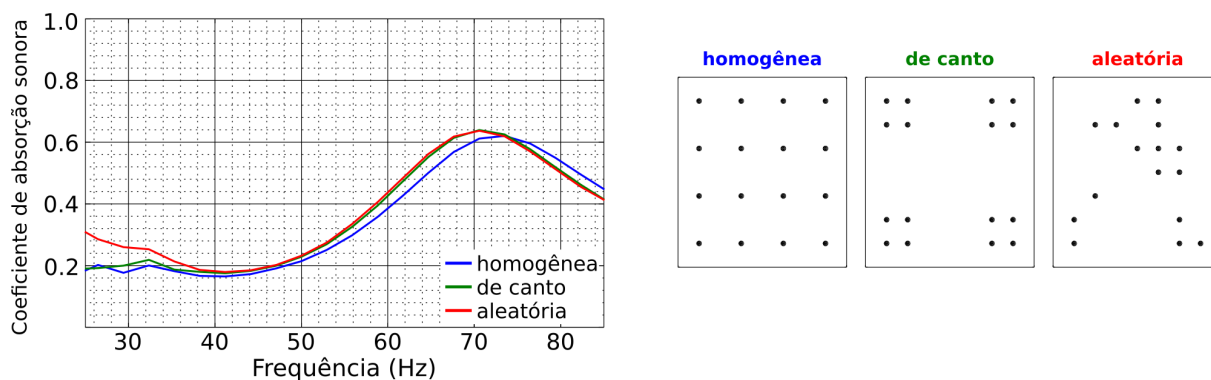 Coeficiente de absorção sonora
1.0
0.8
0.6
0.4
0.2
30 40 50 60 70 80
Frequência (Hz)
homogênea
de canto
aleatória
homogênea de canto aleatória